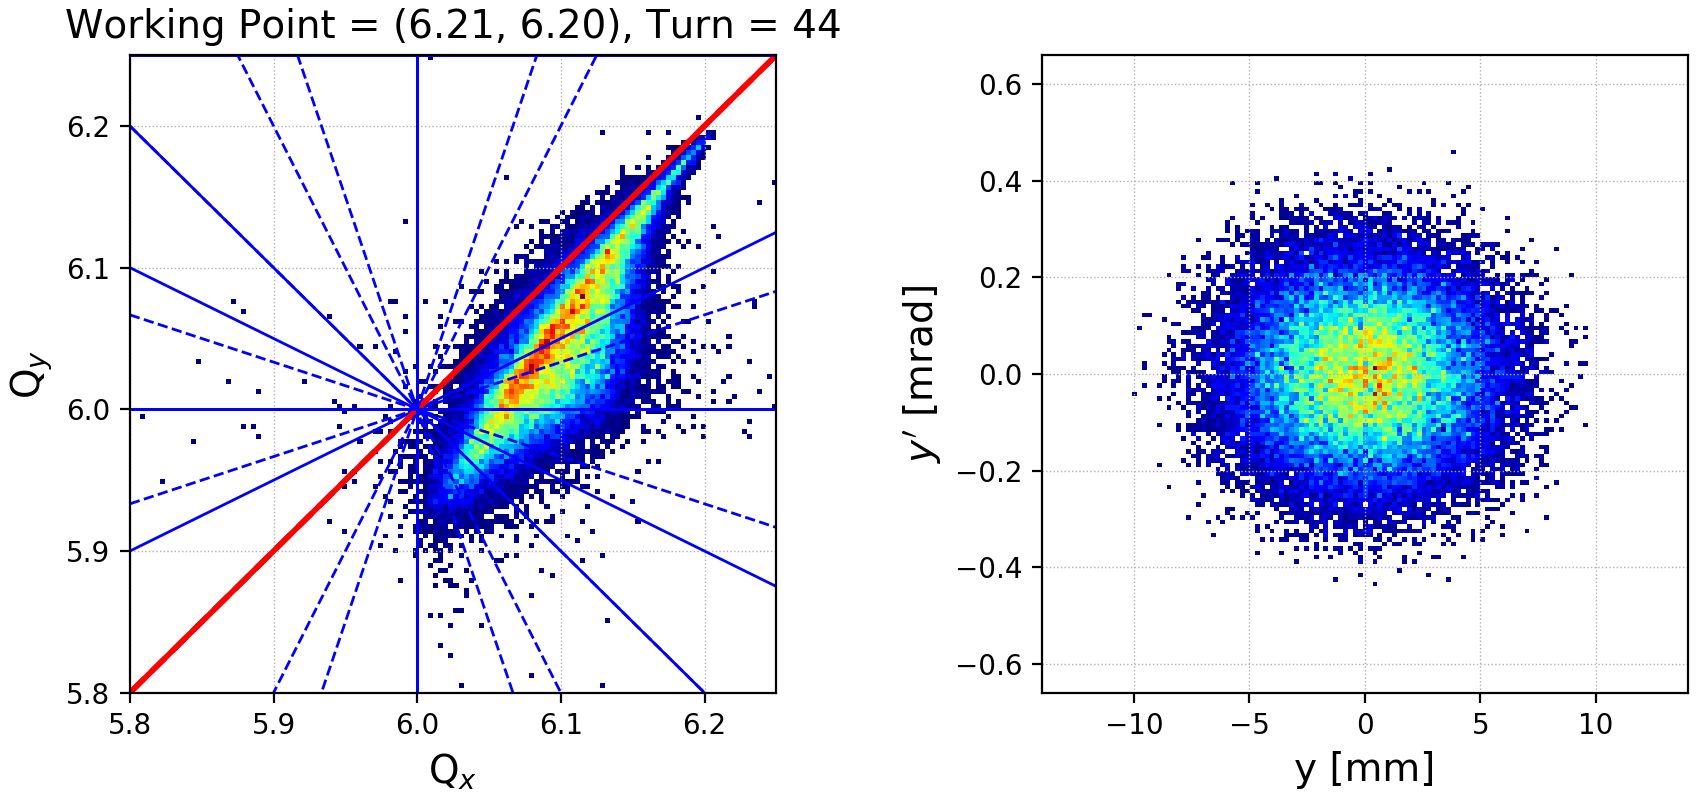 Working Point = (6.21, 6.20), Turn = 44
6.2
6.1
6.0
5.9
5.8
5.8 5.9 6.0 6.1 6.2
Qy
Qx
0.6
0.4
0.2
0.0
−0.2
−0.4
−0.6
−10 −5 0 5 10
y′ [mrad]
y [mm]